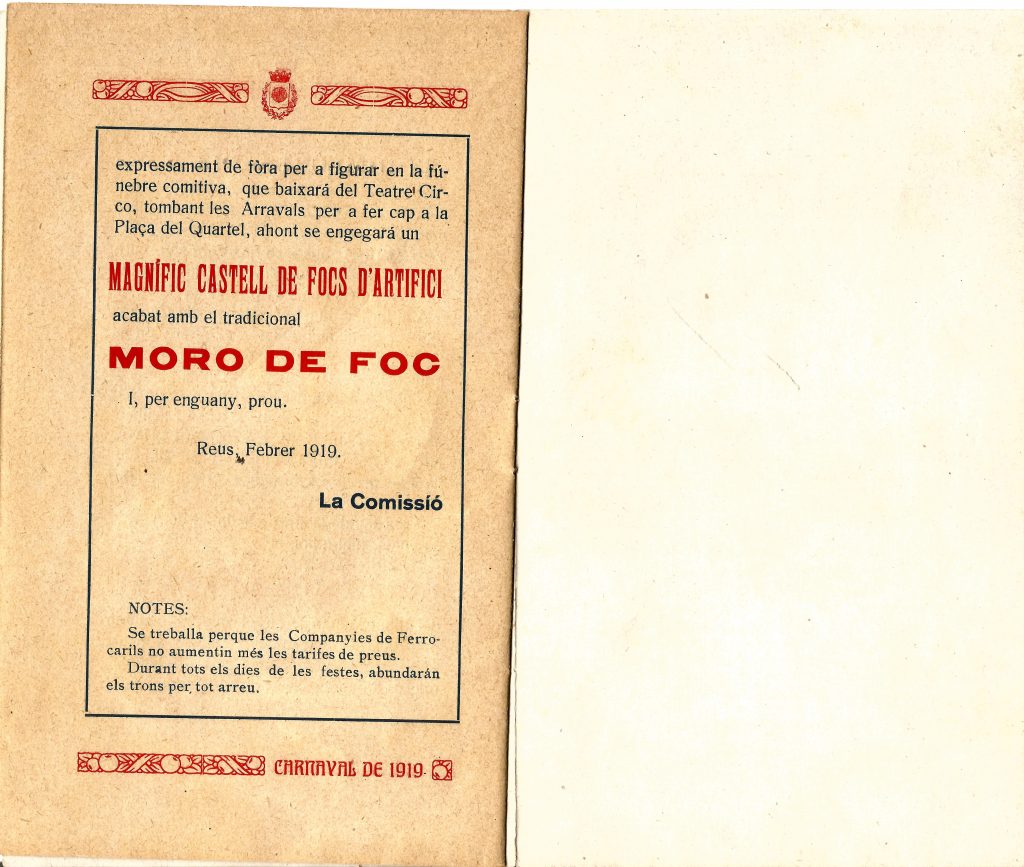 expressament de fòra per a figurar en la fú-
nebre comitiva, que baixará del Teatre Cir-
co, tombant les Arravals per a fer cap a la
Plaça del Quartel, ahont se engegará un
MAGNÍFIC CASTELL DE FOCS D'ARTIFICI
acabat amb el tradicional
MORO DE FOC
I, per enguany, prou.
Reus, Febrer 1919.
La Comissíó
NOTES:
Se treballa perque les Companyies de Ferro-
carils no aumentin més les tarifes de preus.
Durant tots els dies de les festes, abundarán
els trons per tot arreu.
CARNAVAL DE 1919.